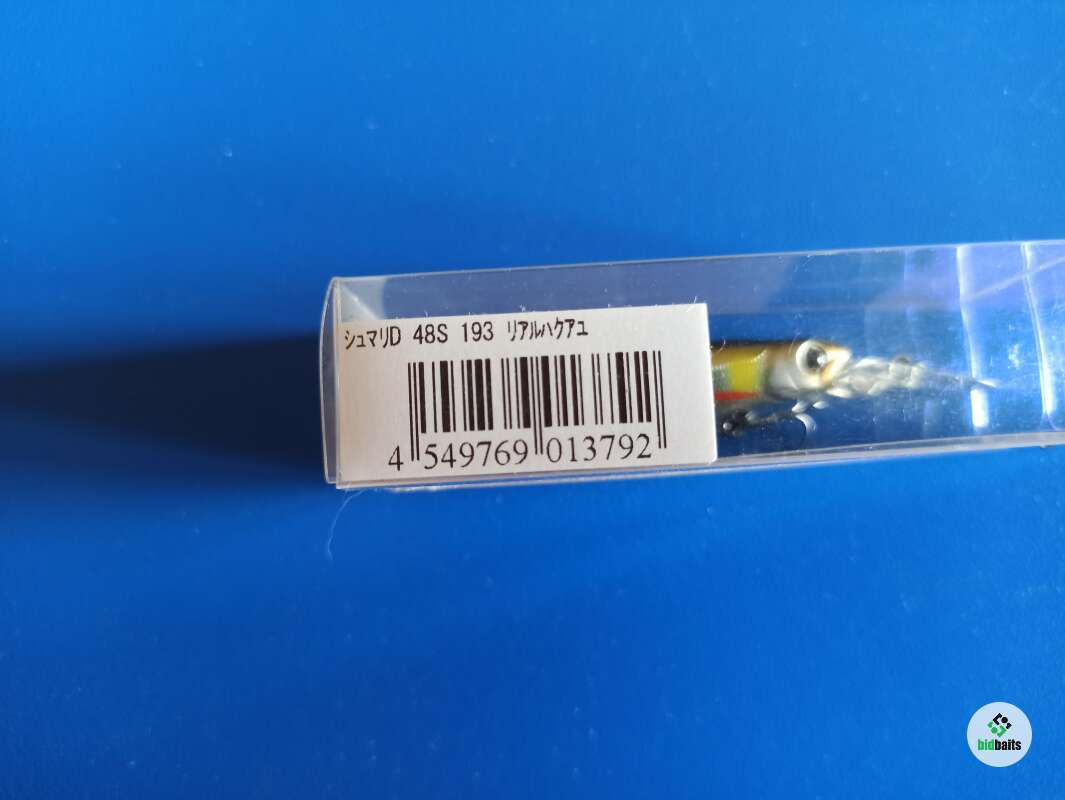 ｼｭﾏﾘD 48S 193 ﾘｱﾙﾊｸｱﾕ
4 549769 013792
bidbaits